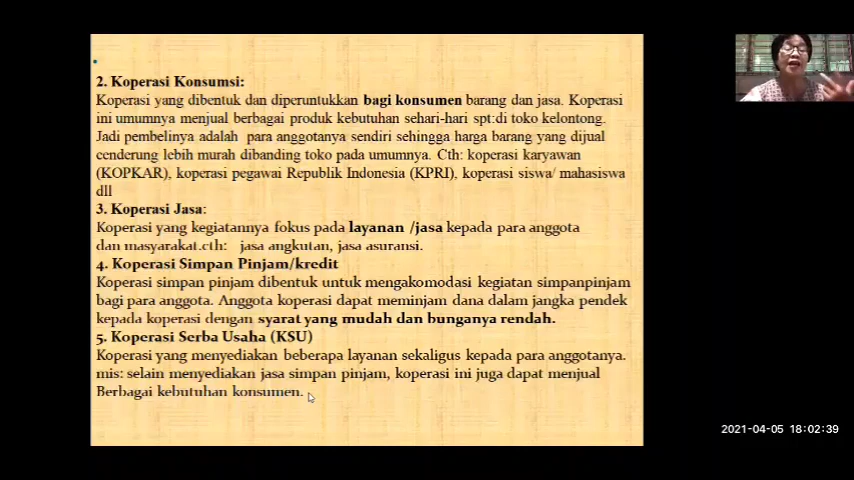 2. Koperasi Konsumsi:
Koperasi yang dibentuk dan diperuntukkan bagi konsumen barang dan jasa. Koperasi
ini umumnya menjual berbagai produk kebutuhan sehari-hari spt:di toko kelontong.
Jadi pembelinya adalah para anggotanya sendiri sehingga harga barang yang dijual
cenderung lebih murah dibanding toko pada umumnya. Cth: koperasi karyawan
(KOPKAR), koperasi pegawai Republik Indonesia (KPRI), koperasi siswa/ mahasiswa
dll
3. Koperasi Jasa:
Koperasi yang kegiatannya fokus pada layanan /jasa kepada para anggota
dan masyarakat.cth: jasa angkutan, jasa asuransi.
4. Koperasi Simpan Pinjam/kredit
Koperasi simpan pinjam dibentuk untuk mengakomodasi kegiatan simpanpinjam
bagi para anggota. Anggota koperasi dapat meminjam dana dalam jangka pendek
kepada koperasi dengan syarat yang mudah dan bunganya rendah.
5. Koperasi Serba Usaha (KSU)
Koperasi yang menyediakan beberapa layanan sekaligus kepada para anggotanya.
mis: selain menyediakan jasa simpan pinjam, koperasi ini juga dapat menjual
Berbagai kebutuhan konsumen.
2021-04-05 18:02:39